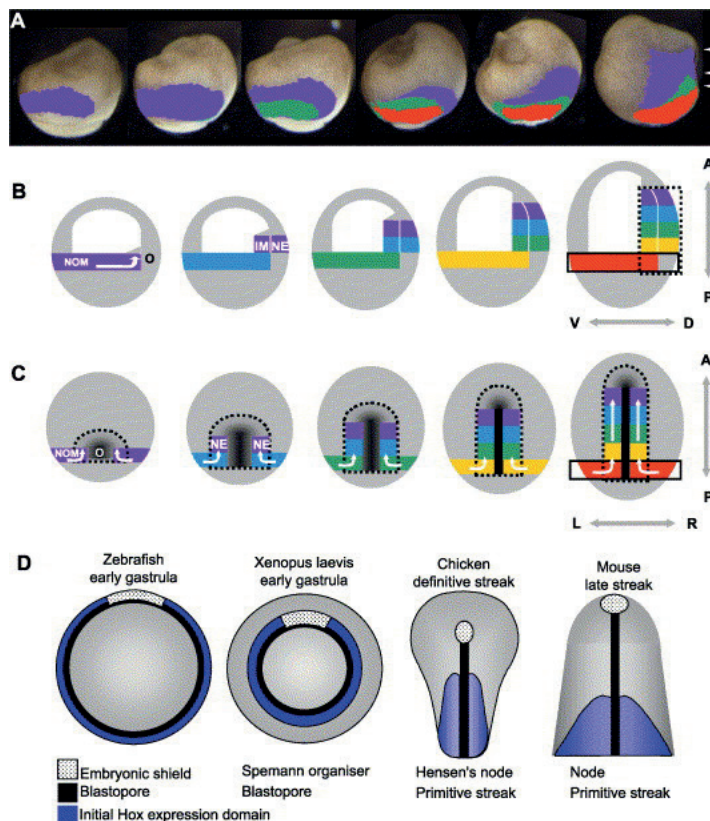 A
B
A
NOM
O
IM
NE
P
V
D
C
A
NOM
O
NE
NE
P
L
R
D
Zebrafish
early gastrula
Xenopus laevis
early gastrula
Chicken
definitive streak
Mouse
late streak
Embryonic shield
Blastopore
Initial Hox expression domain
Spemann organiser
Blastopore
Hensen's node
Primitive streak
Node
Primitive streak